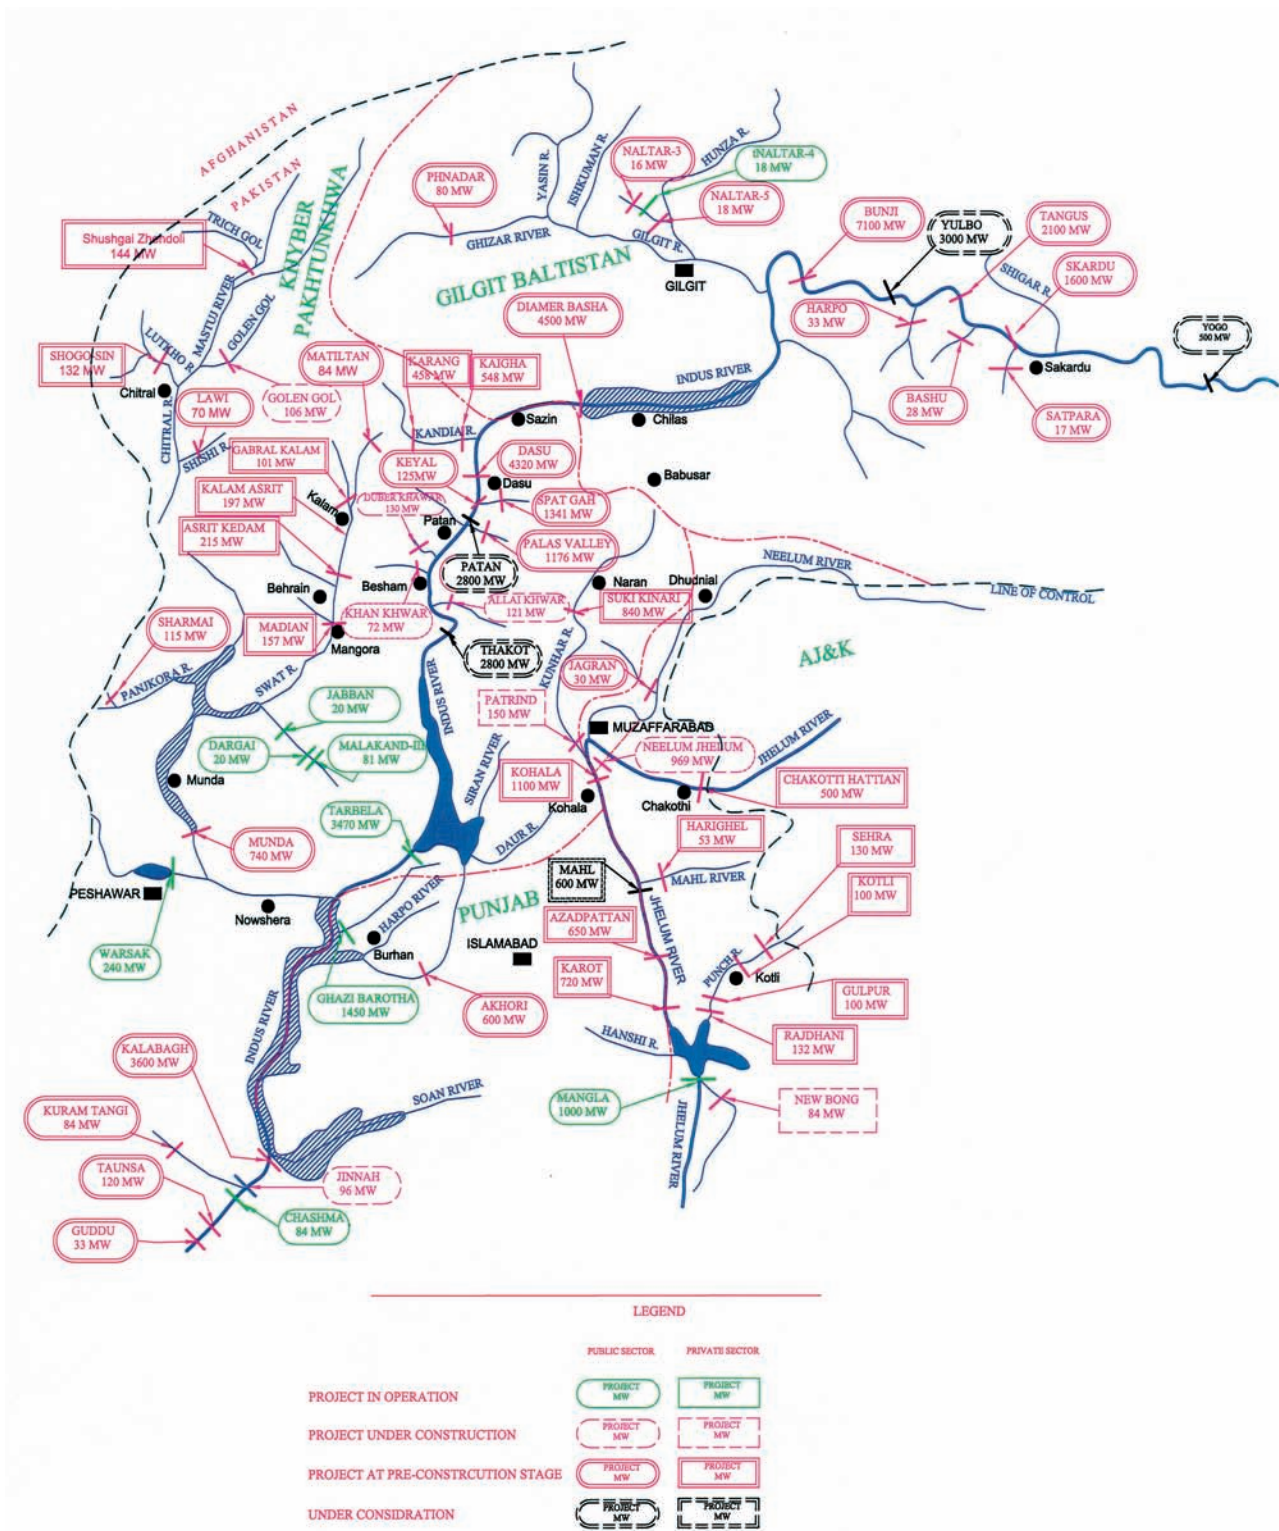 AFGHANISTAN
PAKISTAN
KNYBER
PAKHTUNKHWA
TRICH GOL
Shushgai Zhendoli
144 MW
MASTUJ RIVER
GOLEN GOL
LUTKHO R.
SHOGO-SIN
132 MW
Chitral
CHITRAL R.
LAWI
70 MW
SHISHI R.
GOLEN GOL
106 MW
PHNADAR
80 MW
YASIN R.
ISHKUMAN R.
GHIZAR RIVER
NALTAR-3
16 MW
HUNZA R.
tNALTAR-4
18 MW
NALTAR-5
18 MW
GILGIT R.
GILGIT
GILGIT BALTISTAN
BUNJI
7100 MW
YULBO
3000 MW
TANGUS
2100 MW
SHIGAR R.
SKARDU
1600 MW
HARPO
33 MW
BASHU
28 MW
Sakardu
SATPARA
17 MW
YOGO
500 MW
DIAMER BASHA
4500 MW
INDUS RIVER
MATILTAN
84 MW
KARANG
458 MW
KAIGHA
548 MW
Sazin
Chilas
KANDIA R.
GABRAL KALAM
101 MW
KEYAL
125MW
DASU
4320 MW
Dasu
Babusar
KALAM ASRIT
197 MW
Kalam
DUBER KHAWAR
130 MW
SPAT GAH
1341 MW
ASRIT KEDAM
215 MW
Patan
PALAS VALLEY
1176 MW
PATAN
2800 MW
Behrain
Besham
Naran
Dhudnial
NEELUM RIVER
LINE OF CONTROL
SHARMAI
115 MW
MADIAN
157 MW
Mangora
KHAN KHWAR
72 MW
ALLAI KHWAR
121 MW
SUKI KINARI
840 MW
THAKOT
2800 MW
KUNHAR R.
JAGRAN
30 MW
AJ&K
PANJKORA R.
SWAT R.
INDUS RIVER
JABBAN
20 MW
PATRIND
150 MW
MUZAFFARABAD
DARGAI
20 MW
MALAKAND-III
81 MW
NEELUM JHELUM
969 MW
JHELUM RIVER
Munda
SIRAN RIVER
KOHALA
1100 MW
Kohala
Chakothi
CHAKOTTI HATTIAN
500 MW
TARBELA
3470 MW
DAUR R.
MUNDA
740 MW
HARIGHEL
53 MW
SEHRA
130 MW
MAHL
600 MW
MAHL RIVER
KOTLI
100 MW
PESHAWAR
Nowshera
HARPO RIVER
PUNJAB
JHELUM RIVER
AZADPATTAN
650 MW
Burhan
ISLAMABAD
PUNCH R.
Kotli
WARSAK
240 MW
GHAZI BAROTHA
1450 MW
AKHORI
600 MW
KAROT
720 MW
GULPUR
100 MW
HANSHI R.
RAJDHANI
132 MW
INDUS RIVER
KALABAGH
3600 MW
SOAN RIVER
MANGLA
1000 MW
NEW BONG
84 MW
JHELUM RIVER
KURAM TANGI
84 MW
TAUNSA
120 MW
JINNAH
96 MW
CHASHMA
84 MW
GUDDU
33 MW
LEGEND
PUBLIC SECTOR PRIVATE SECTOR
PROJECT IN OPERATION
PROJECT
MW
PROJECT
MW
PROJECT UNDER CONSTRUCTION
PROJECT
MW
PROJECT
MW
PROJECT AT PRE-CONSTRCUTION STAGE
PROJECT
MW
PROJECT
MW
UNDER CONSIDRATION
PROJECT
MW
PROJECT
MW